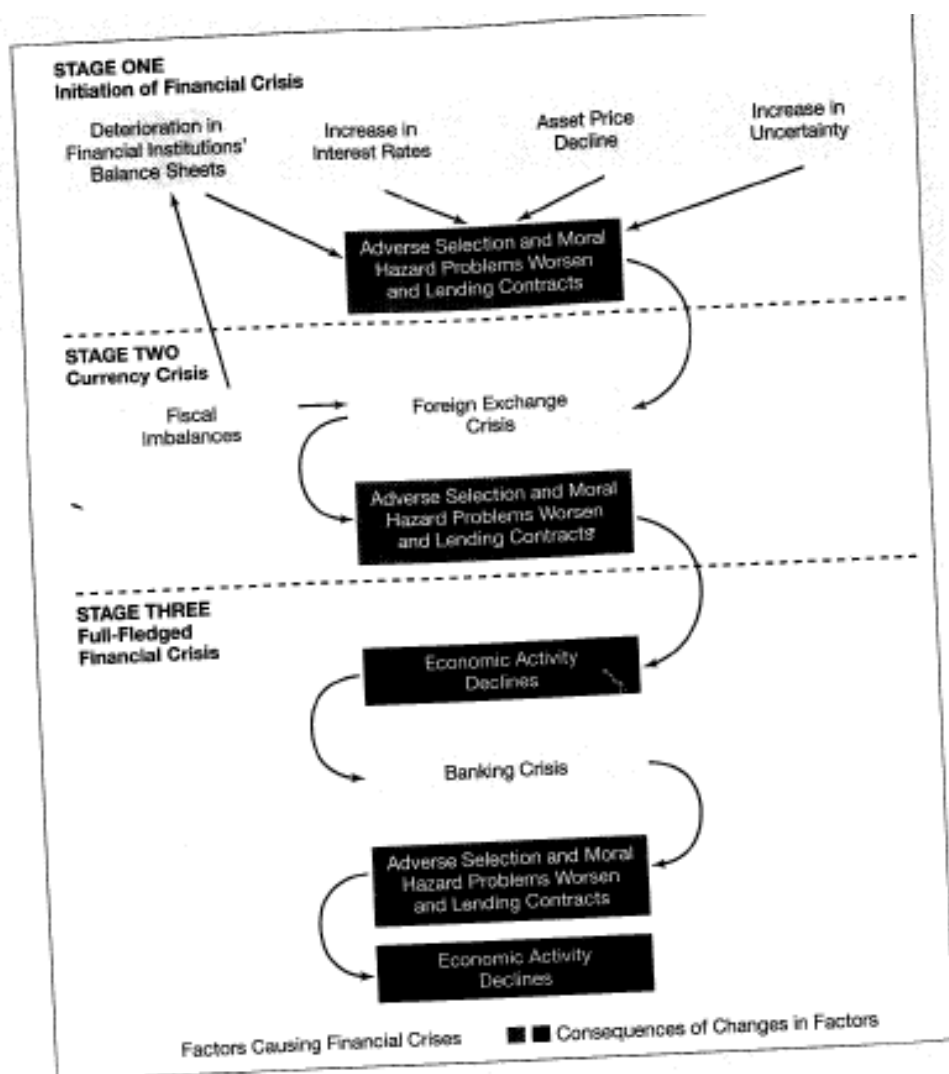 STAGE ONE
Initiation of Financial Crisis
Deterioration in
Financial Institutions'
Balance Sheets
Increase in
Interest Rates
Asset Price
Decline
Increase in
Uncertainty
Adverse Selection and Moral
Hazard Problems Worsen
and Lending Contracts
STAGE TWO
Currency Crisis
Fiscal
Imbalances
Foreign Exchange
Crisis
Adverse Selection and Moral
Hazard Problems Worsen
and Lending Contracts
STAGE THREE
Full-Fledged
Financial Crisis
Economic Activity
Declines
Banking Crisis
Adverse Selection and Moral
Hazard Problems Worsen
and Lending Contracts
Economic Activity
Declines
Factors Causing Financial Crises
Consequences of Changes in Factors